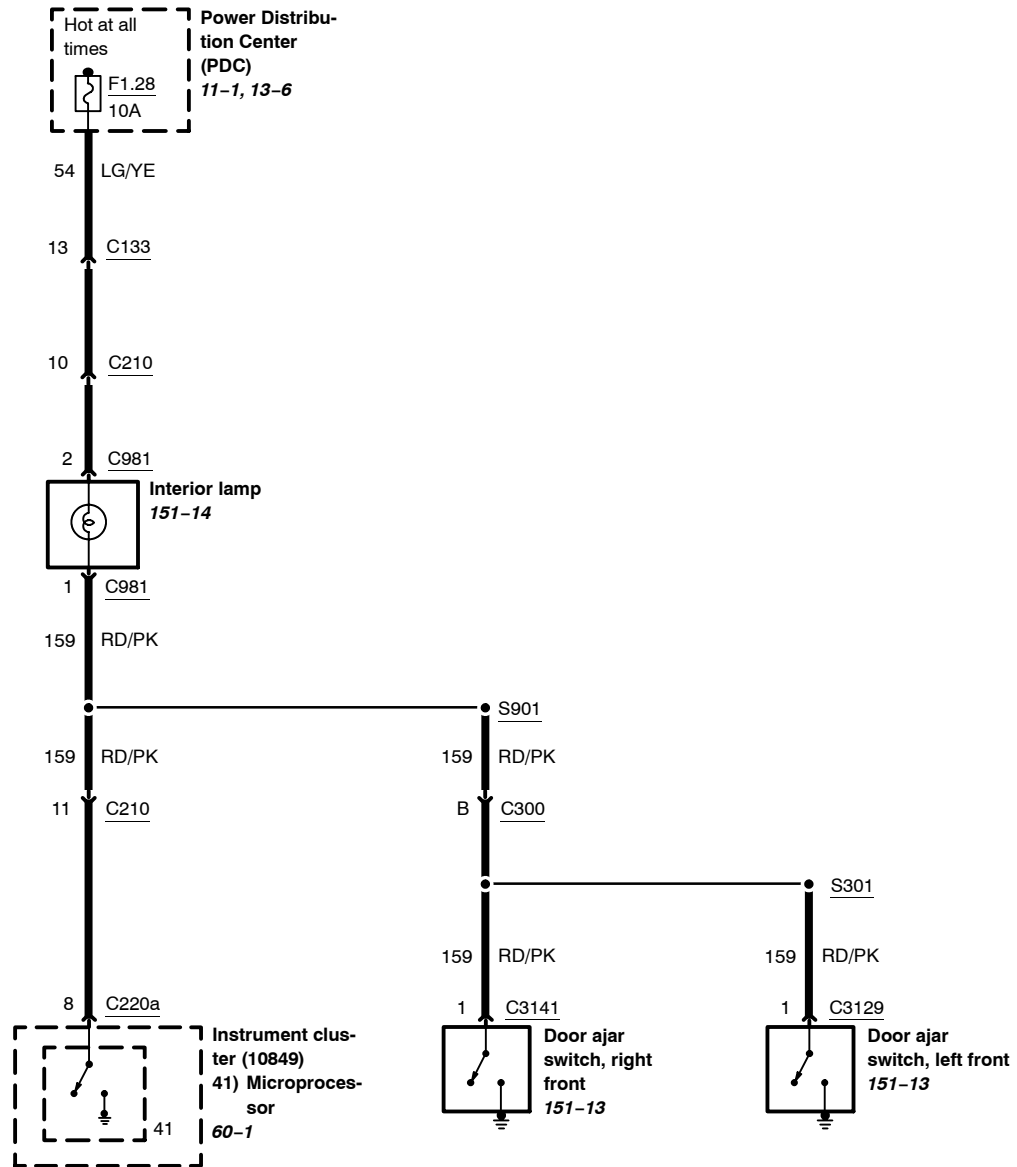 Hot at all
times
F1.28
10A
Power Distribu-
tion Center
(PDC)
11–1, 13–6
54 LG/YE
13 C133
10 C210
2 C981
Interior lamp
151–14
1 C981
159 RD/PK
S901
159 RD/PK
159 RD/PK
11 C210
B C300
S301
159 RD/PK
159 RD/PK
8 C220a
1 C3141
1 C3129
Instrument clus-
ter (10849)
41) Microproces-
sor
60–1
41
Door ajar
switch, right
front
151–13
Door ajar
switch, left front
151–13